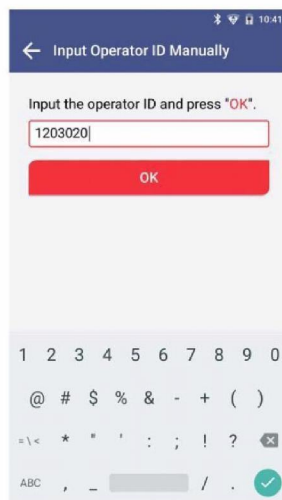 10:41
Input Operator ID Manually
Input the operator ID and press "OK".
1203020
OK
1 2 3 4 5 6 7 8 9 0
@ # $ % & - + ( )
= \ < * " ' : ; ! ?
ABC , _ / .